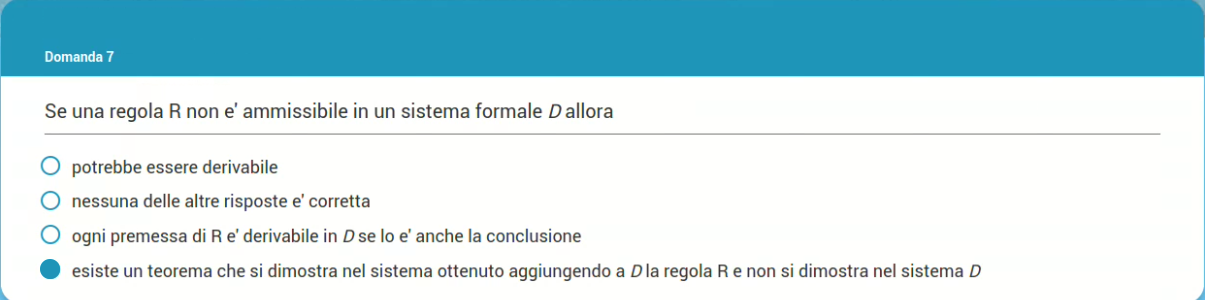 Domanda 7
Se una regola R non e' ammissibile in un sistema formale D allora
potrebbe essere derivabile
nessuna delle altre risposte e' corretta
ogni premessa di R e' derivabile in D se lo e' anche la conclusione
esiste un teorema che si dimostra nel sistema ottenuto aggiungendo a D la regola R e non si dimostra nel sistema D